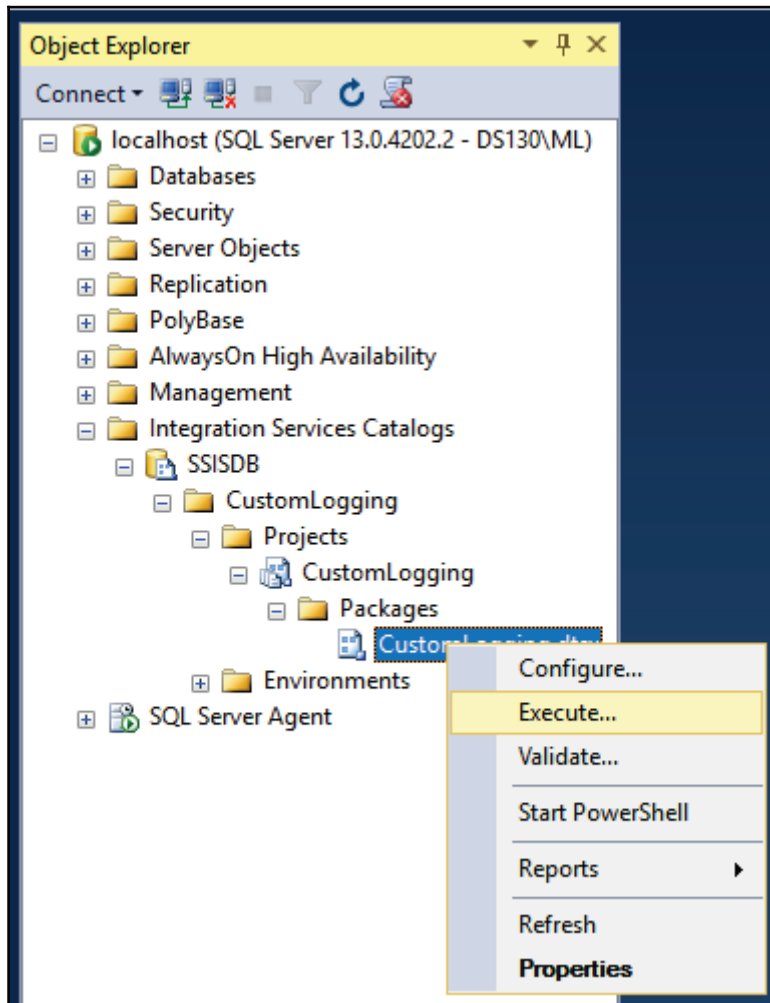 Object Explorer
Connect
localhost (SQL Server 13.0.4202.2 - DS130\ML)
Databases
Security
Server Objects
Replication
PolyBase
AlwaysOn High Availability
Management
Integration Services Catalogs
SSISDB
CustomLogging
Projects
CustomLogging
Packages
CustomLogging.dtsx
Environments
SQL Server Agent
Configure...
Execute...
Validate...
Start PowerShell
Reports
Refresh
Properties